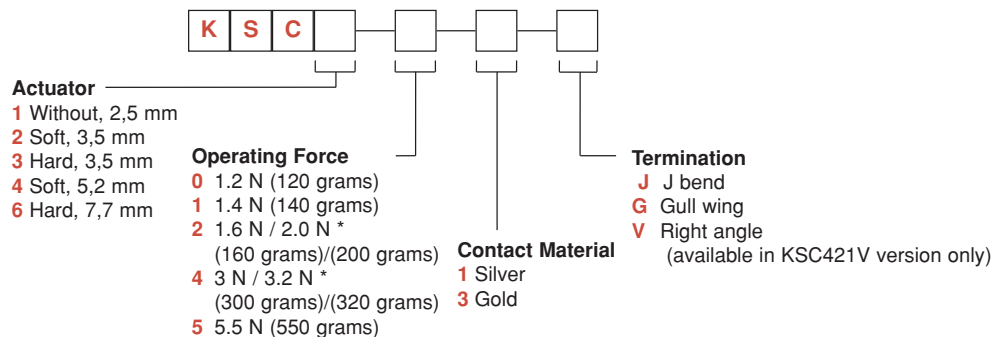 K S C
Actuator
1 Without, 2,5 mm
2 Soft, 3,5 mm
3 Hard, 3,5 mm
4 Soft, 5,2 mm
6 Hard, 7,7 mm
Operating Force
0 1.2 N (120 grams)
1 1.4 N (140 grams)
2 1.6 N / 2.0 N *
(160 grams)/(200 grams)
4 3 N / 3.2 N *
(300 grams)/(320 grams)
5 5.5 N (550 grams)
Contact Material
1 Silver
3 Gold
Termination
J J bend
G Gull wing
V Right angle
(available in KSC421V version only)